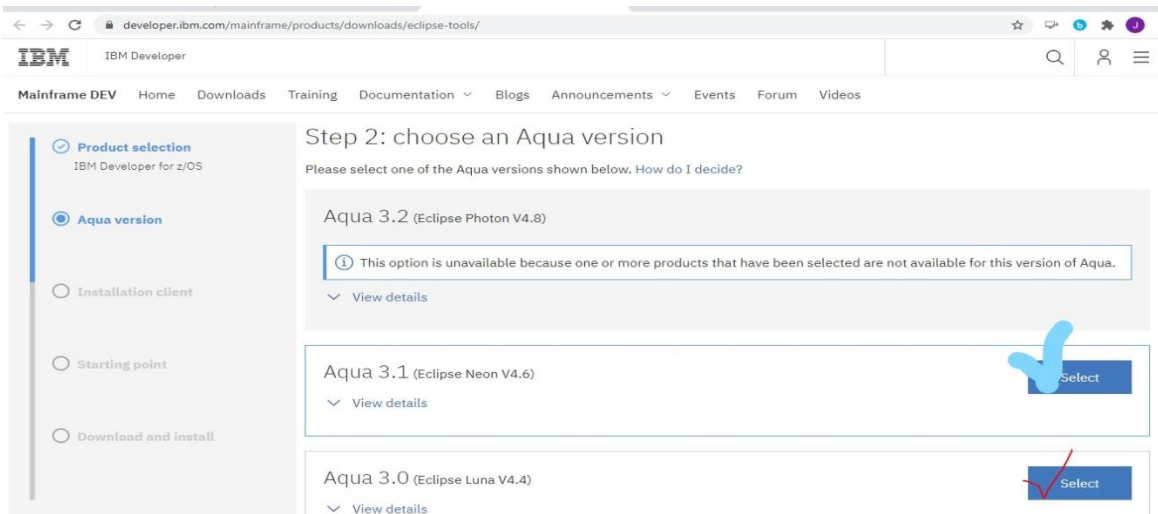 developer.ibm.com/mainframe/products/downloads/eclipse-tools/
b
J
IBM
IBM Developer
Mainframe DEV Home Downloads Training Documentation Blogs Announcements Events Forum Videos
Product selection
IBM Developer for z/OS
Aqua version
Installation client
Starting point
Download and install
Step 2: choose an Aqua version
Please select one of the Aqua versions shown below. How do I decide?
Aqua 3.2 (Eclipse Photon V4.8)
This option is unavailable because one or more products that have been selected are not available for this version of Aqua.
View details
Aqua 3.1 (Eclipse Neon V4.6)
Select
View details
Aqua 3.0 (Eclipse Luna V4.4)
Select
View details